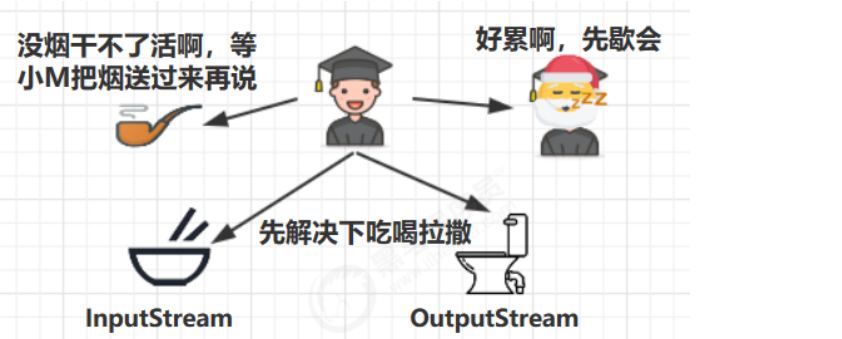 没烟干不了活啊，等
小M把烟送过来再说
好累啊，先歇会
zzZ
先解决下吃喝拉撒
InputStream
OutputStream